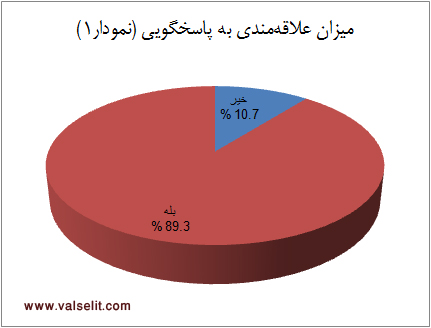 میزان علاقه‌مندی به پاسخگویی (نمودار۱)
خیر
% 10.7
بله
% 89.3
www.valselit.com